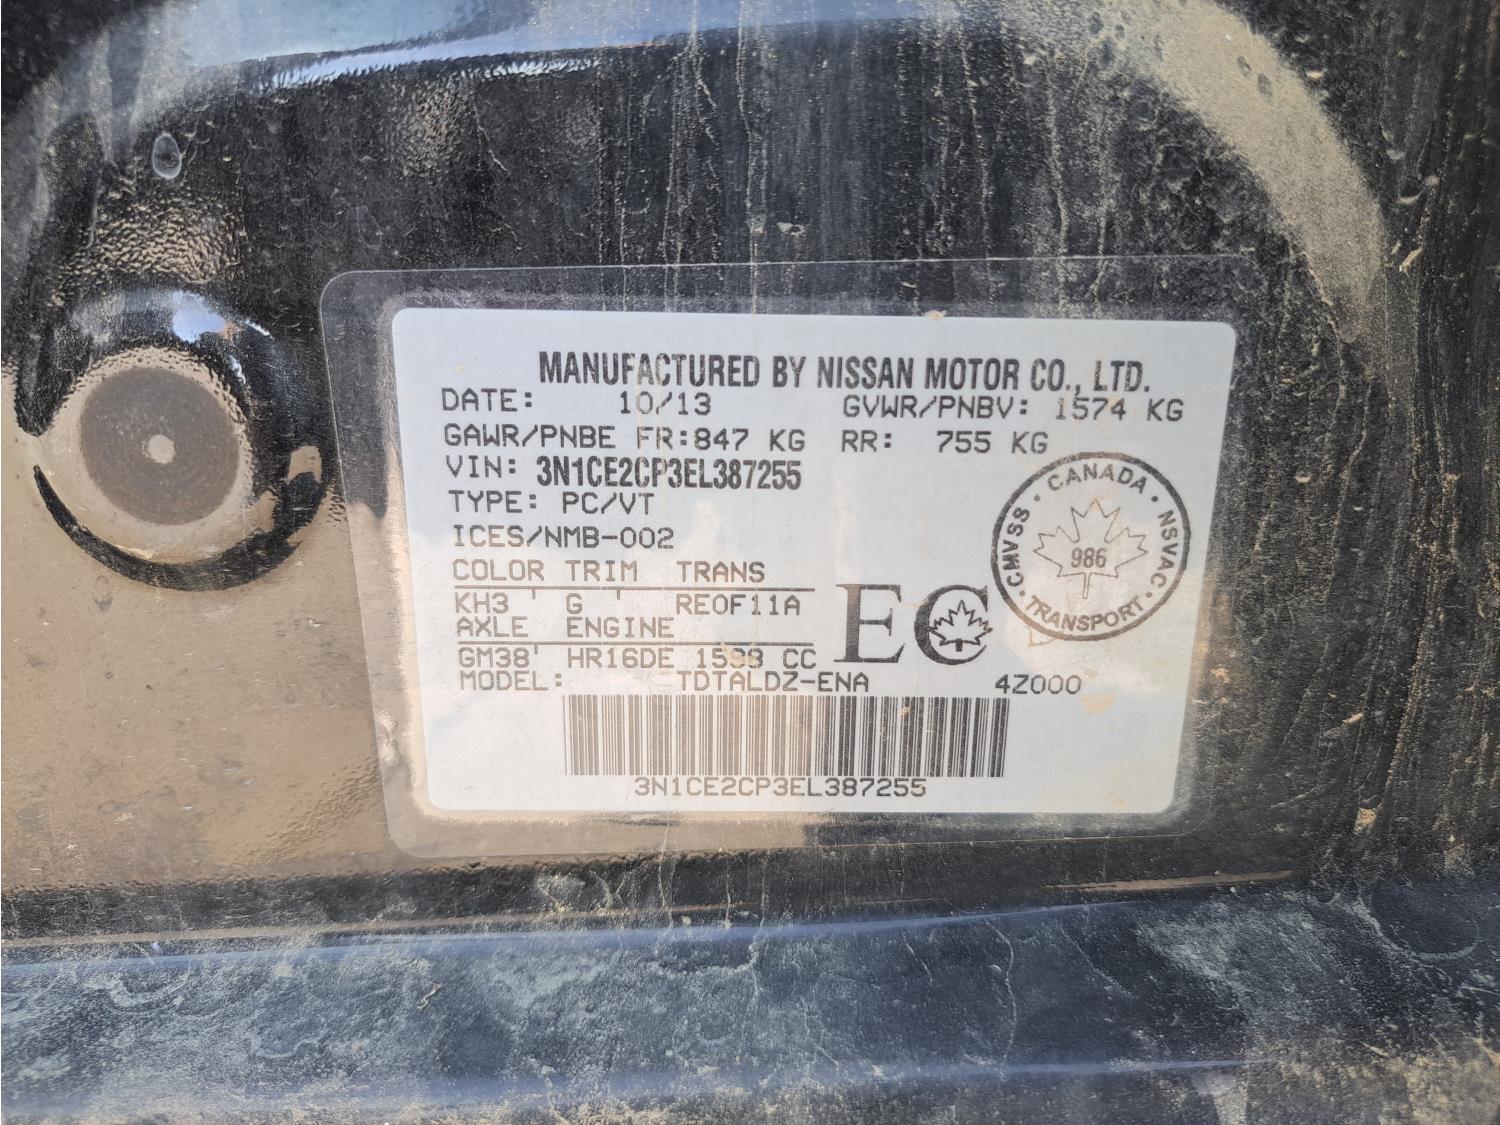 MANUFACTURED BY NISSAN MOTOR CO., LTD.
DATE: 10/13 GVWR/PNBV: 1574 KG
GAWR/PNBE FR:847 KG RR: 755 KG
VIN: 3N1CE2CP3EL387255
TYPE: PC/VT
ICES/NMB-002
COLOR TRIM TRANS
KH3 ' G ' RE0F11A
AXLE ENGINE
GM38' HR16DE 1598 CC
MODEL: TDTALDZ-ENA 4Z000
3N1CE2CP3EL387255
EC
CANADA · NSVAC · TRANSPORT · CMVSS ·
986